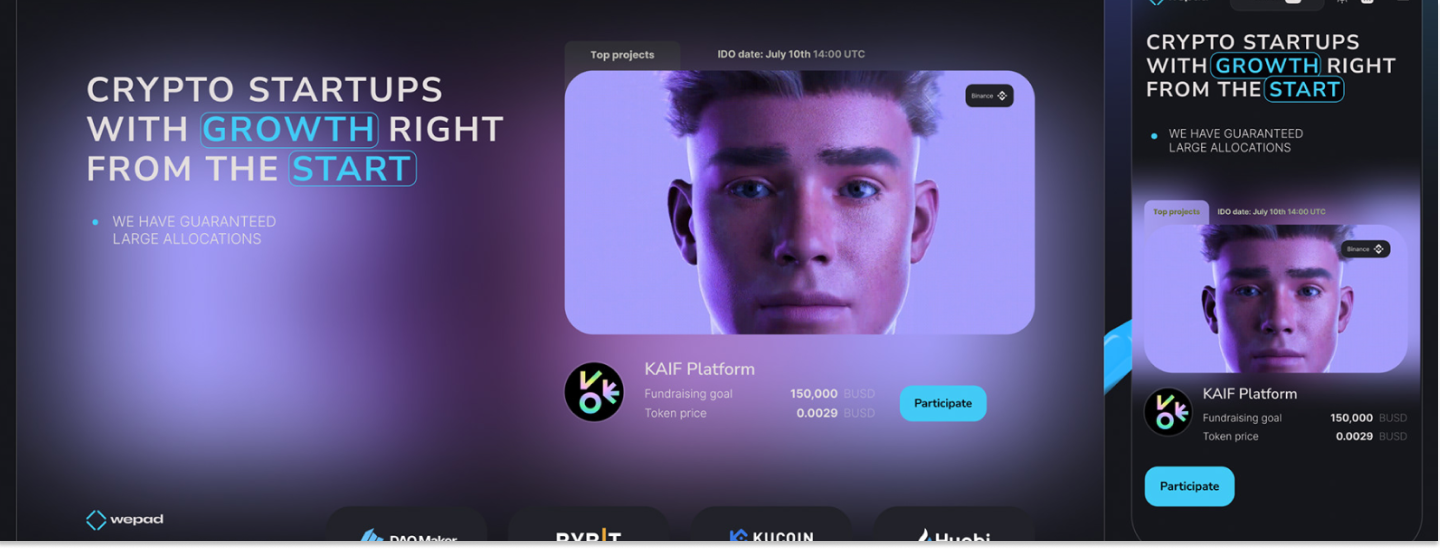 Top projects
IDO date: July 10th 14:00 UTC
CRYPTO STARTUPS
WITH GROWTH RIGHT
FROM THE START
WE HAVE GUARANTEED
LARGE ALLOCATIONS
Binance
KAIF Platform
Fundraising goal 150,000 BUSD
Token price 0.0029 BUSD
Participate
wepad
DAO Maker
BYBIT
KUCOIN
Huobi
CRYPTO STARTUPS
WITH GROWTH RIGHT
FROM THE START
WE HAVE GUARANTEED
LARGE ALLOCATIONS
Top projects
IDO date: July 10th 14:00 UTC
Binance
KAIF Platform
Fundraising goal 150,000 BUSD
Token price 0.0029 BUSD
Participate